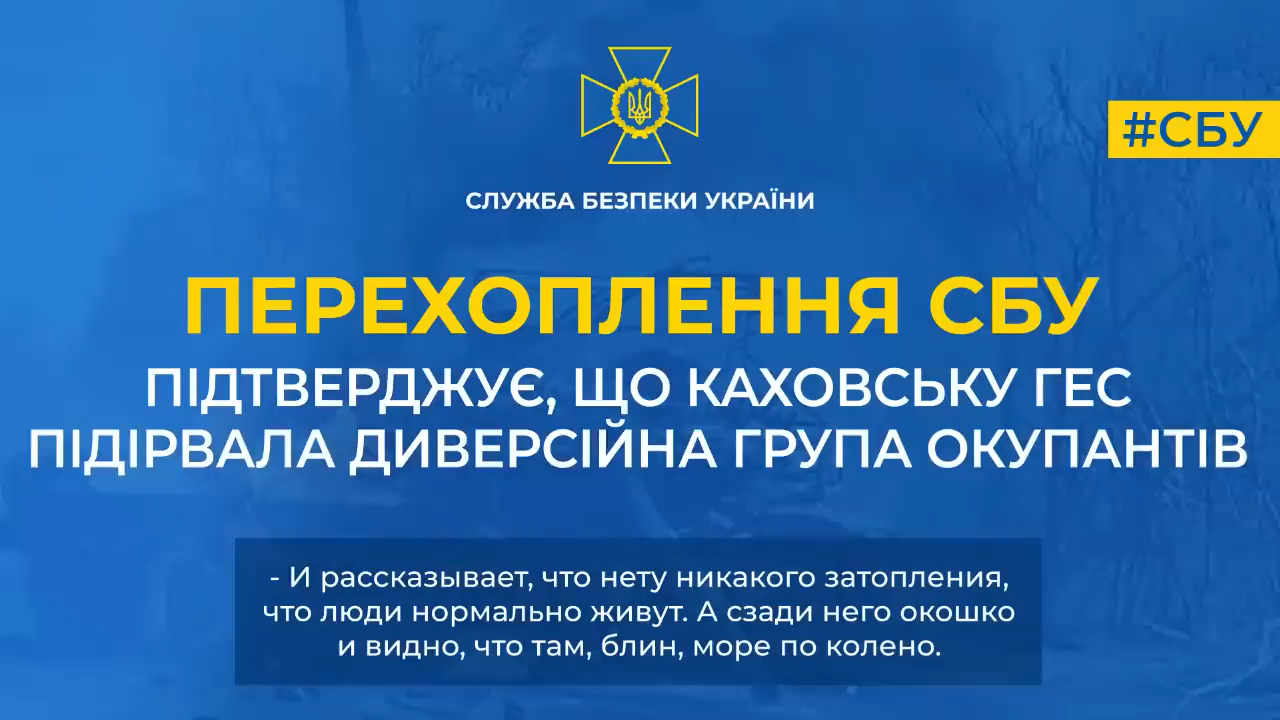 #СБУ
СЛУЖБА БЕЗПЕКИ УКРАЇНИ
ПЕРЕХОПЛЕННЯ СБУ
ПІДТВЕРДЖУЄ, ЩО КАХОВСЬКУ ГЕС
ПІДІРВАЛА ДИВЕРСІЙНА ГРУПА ОКУПАНТІВ
- И рассказывает, что нету никакого затопления,
что люди нормально живут. А сзади него окошко
и видно, что там, блин, море по колено.